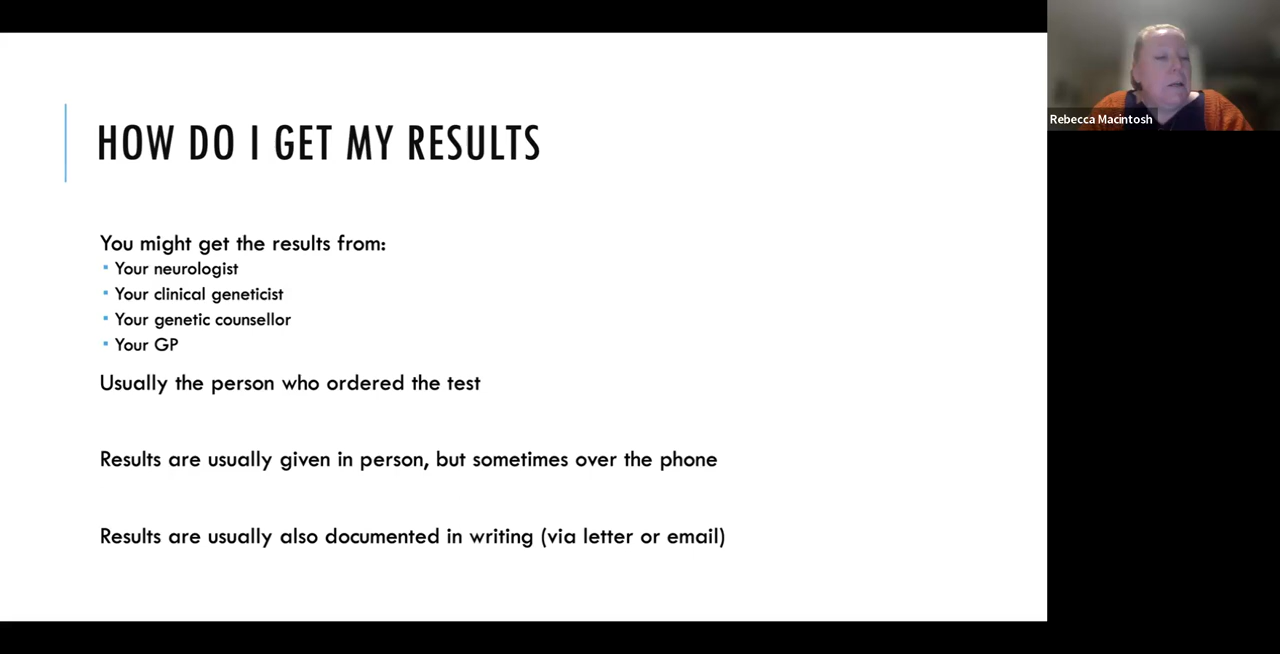 HOW DO I GET MY RESULTS
You might get the results from:
▪ Your neurologist
▪ Your clinical geneticist
▪ Your genetic counsellor
▪ Your GP
Usually the person who ordered the test
Results are usually given in person, but sometimes over the phone
Results are usually also documented in writing (via letter or email)
Rebecca Macintosh